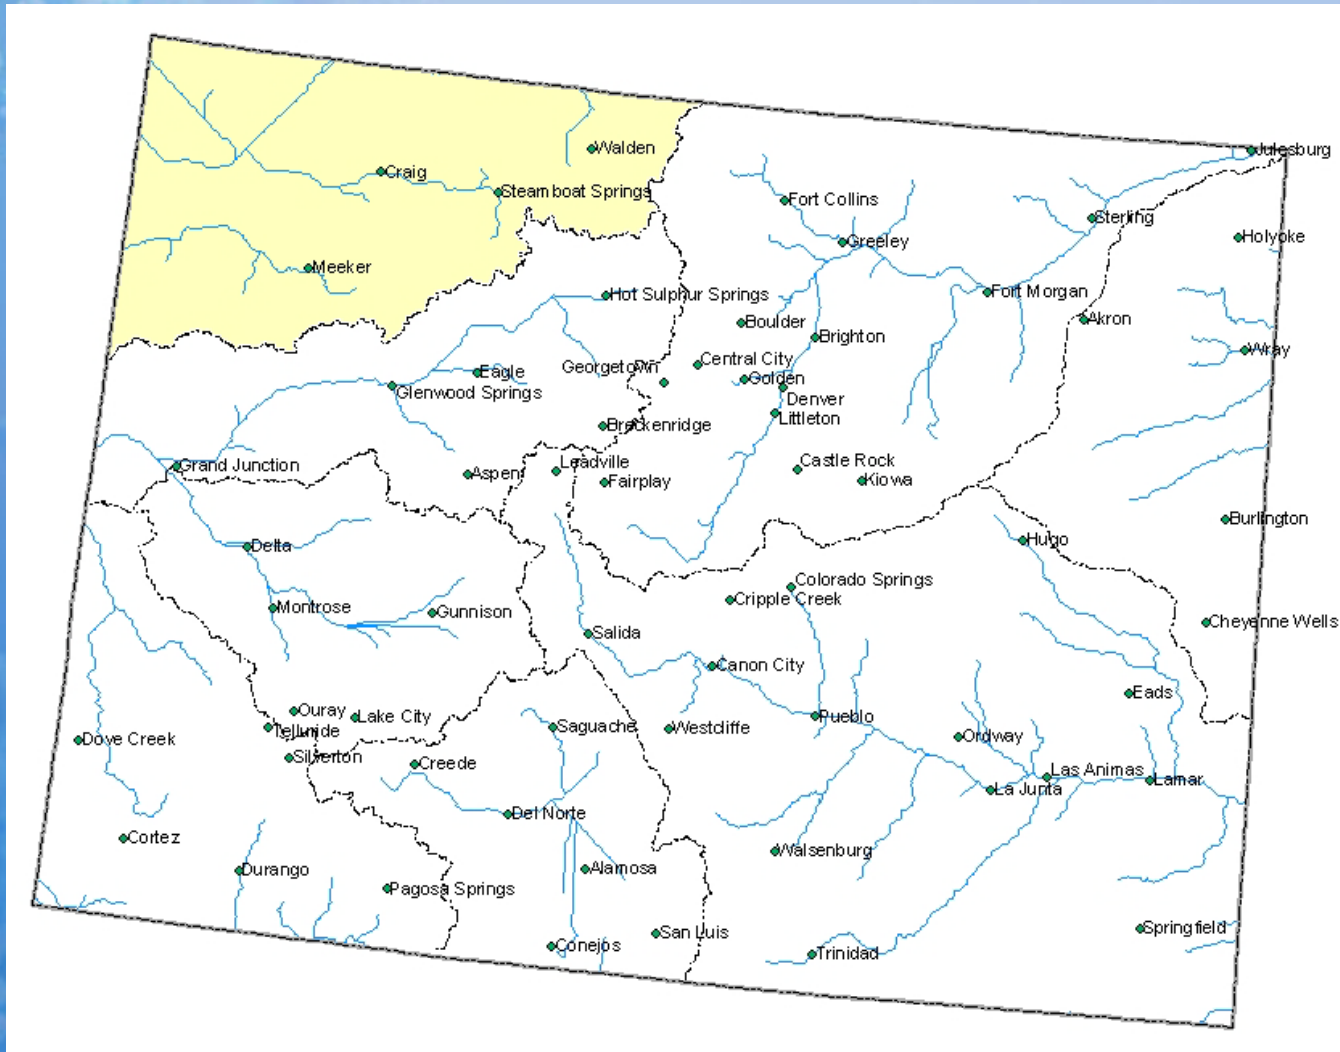 Julesburg
Walden
Craig
Steamboat Springs
Fort Collins
Sterling
Holyoke
Greeley
Meeker
Hot Sulphur Springs
Fort Morgan
Boulder
Akron
Brighton
Wray
Central City
Georgetown
Eagle
Golden
Glenwood Springs
Denver
Littleton
Breckenridge
Castle Rock
Leadville
Grand Junction
Aspen
Fairplay
Kiowa
Burlington
Hugo
Delta
Colorado Springs
Cripple Creek
Montrose
Gunnison
Cheyenne Wells
Salida
Canon City
Eads
Ouray
Lake City
Pueblo
Telluride
Saguache
Westcliffe
Dove Creek
Ordway
Silverton
Creede
Las Animas
Lamar
La Junta
Del Norte
Cortez
Walsenburg
Durango
Alamosa
Pagosa Springs
San Luis
Springfield
Conejos
Trinidad